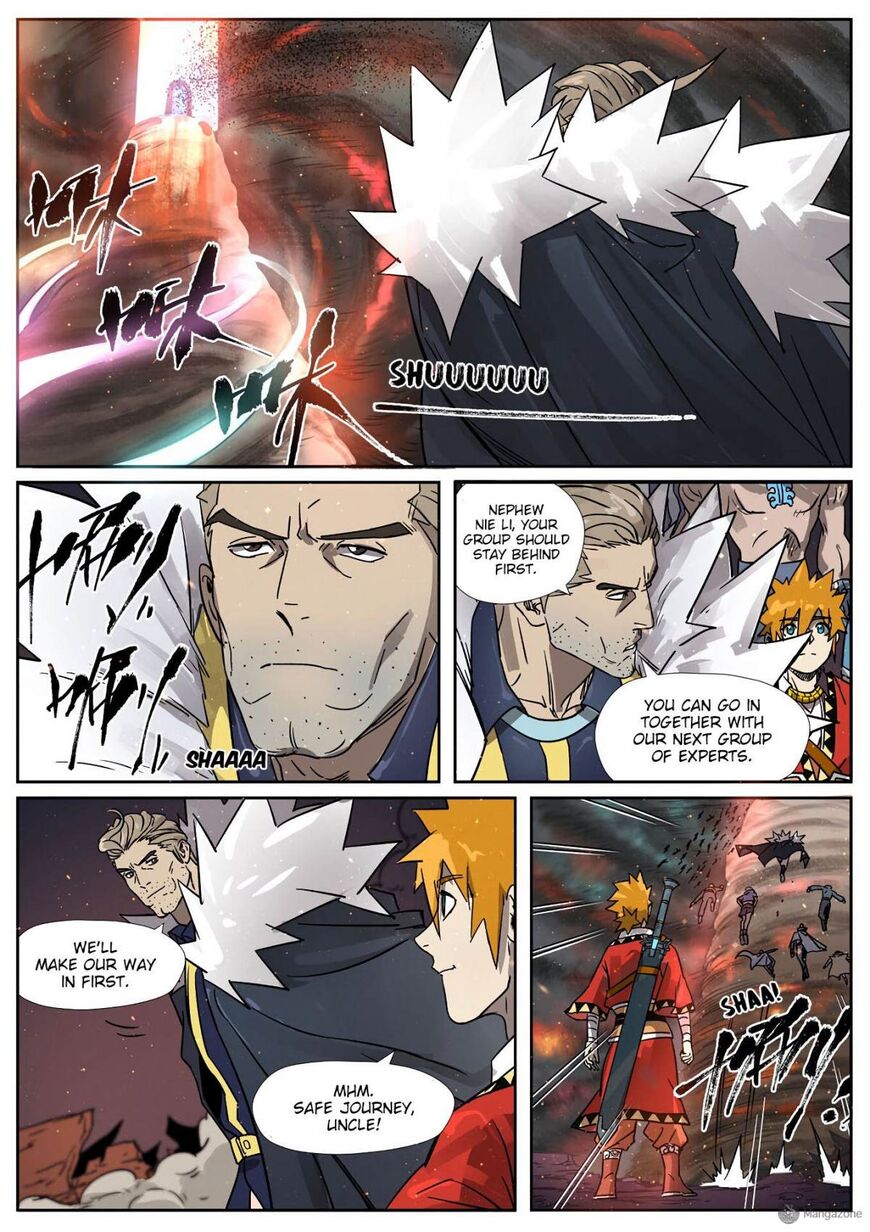 SHUUUUUU
SHAAAA
NEPHEW
NIE LI, YOUR
GROUP SHOULD
STAY BEHIND
FIRST.
YOU CAN GO IN
TOGETHER WITH
OUR NEXT GROUP
OF EXPERTS.
WE'LL
MAKE OUR WAY
IN FIRST.
MHM.
SAFE JOURNEY,
UNCLE!
SHAA!
Mangazone